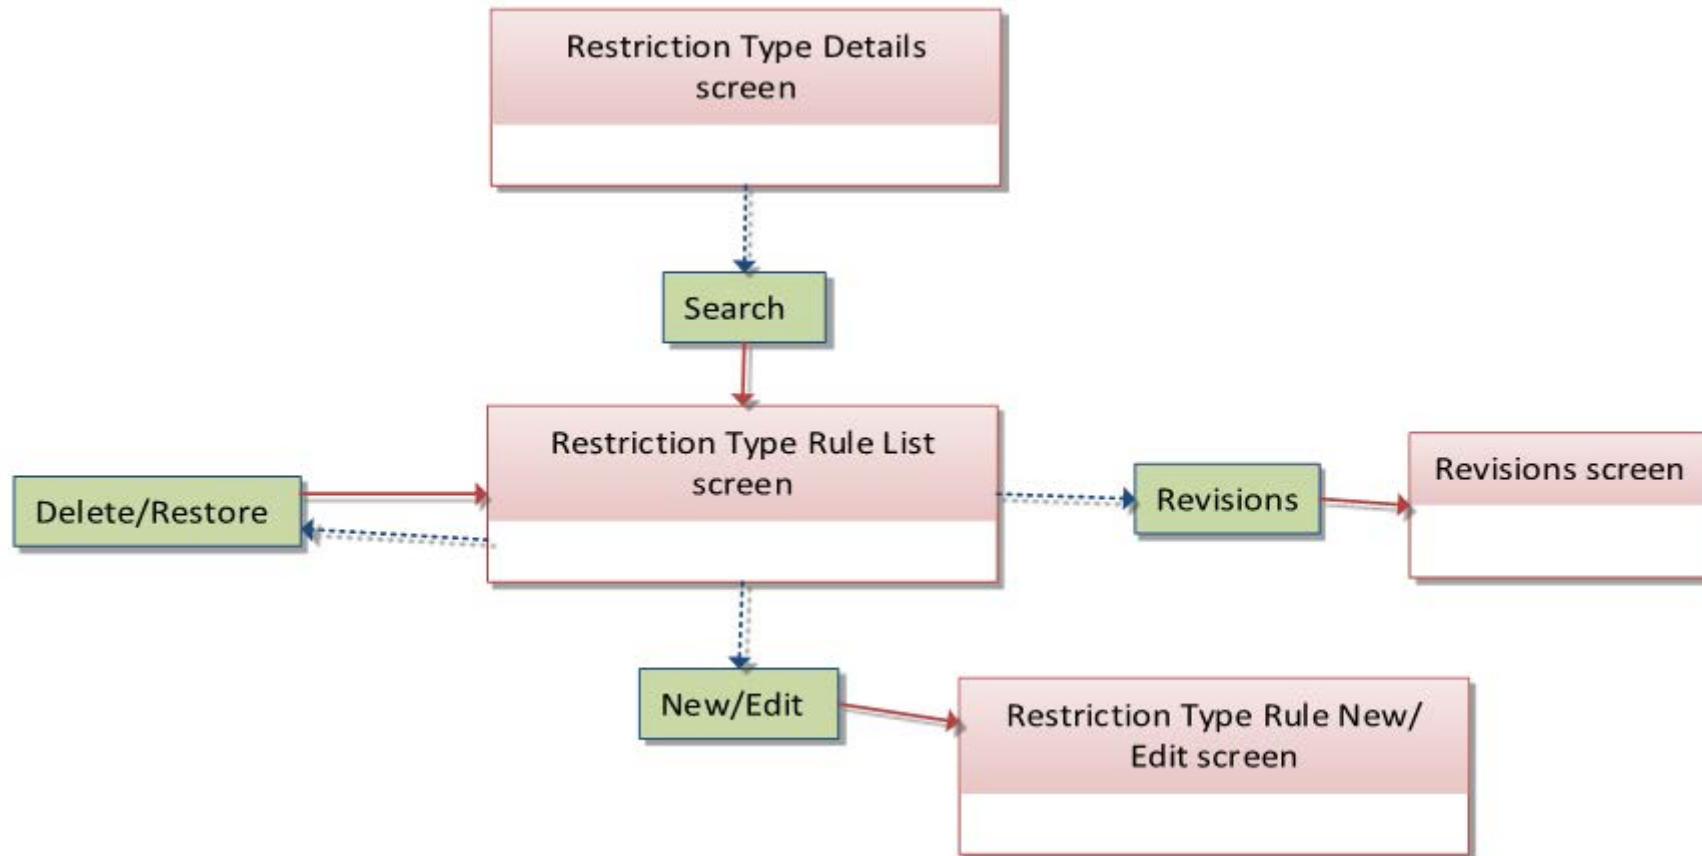 Restriction Type Details
screen
Search
Restriction Type Rule List
screen
Delete/Restore
Revisions
Revisions screen
New/Edit
Restriction Type Rule New/
Edit screen